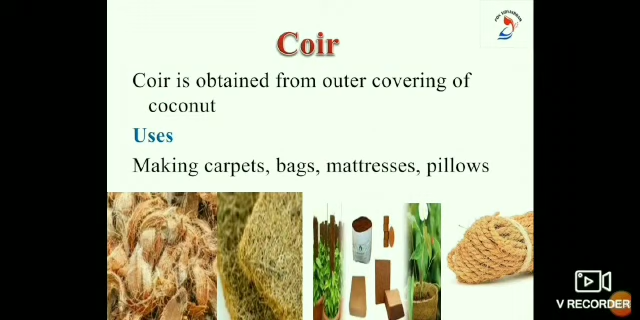 Coir
Coir is obtained from outer covering of
coconut
Uses
Making carpets, bags, mattresses, pillows
V RECORDER